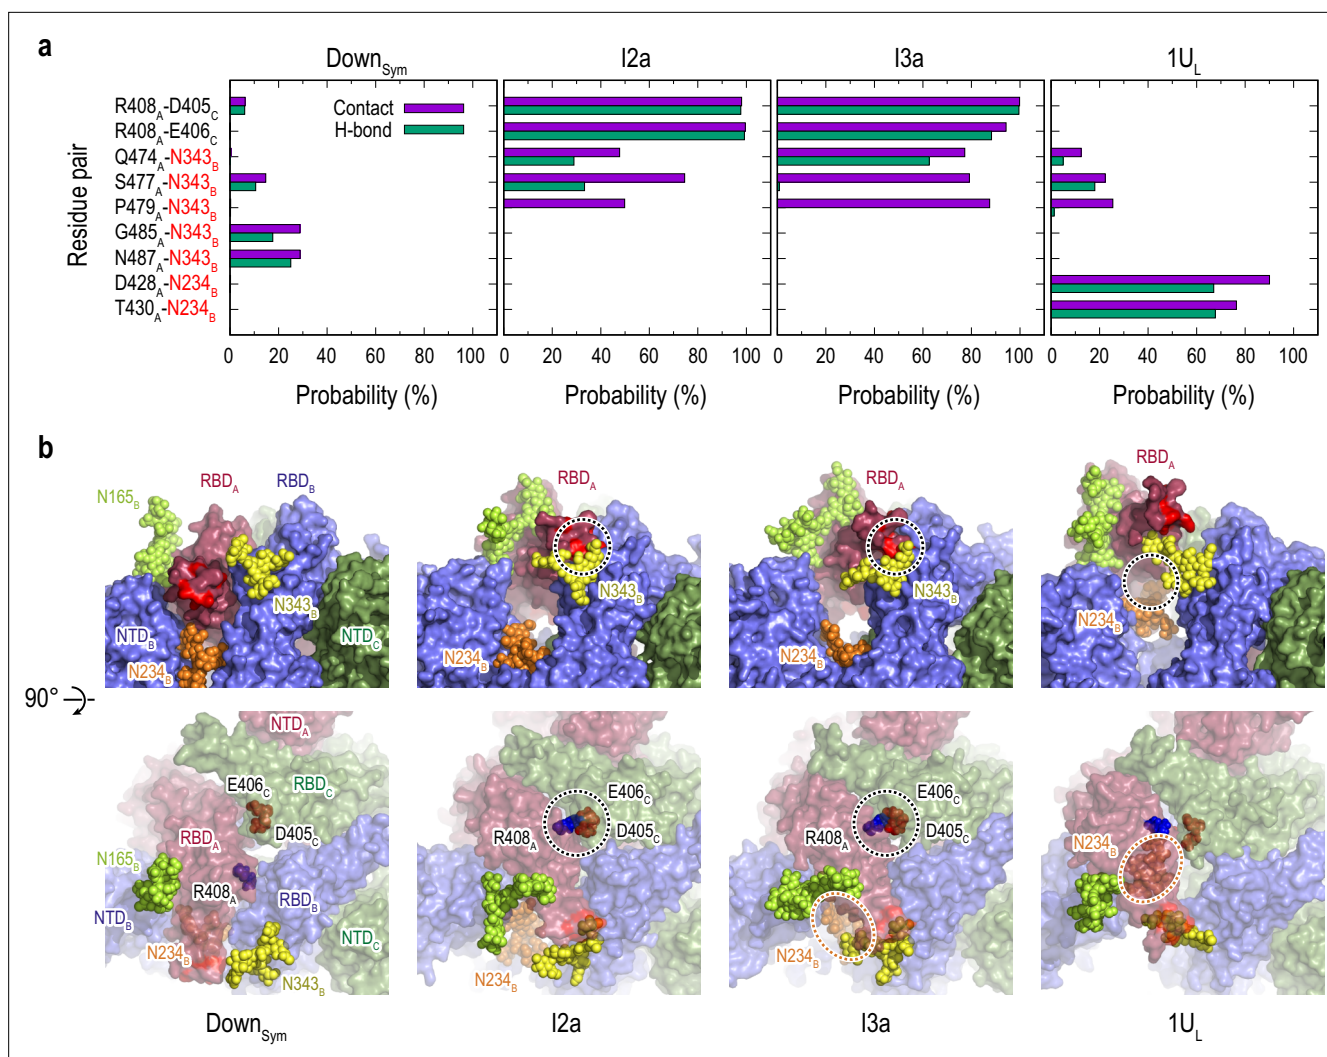 a
Down_Sym I2a I3a 1U_L
Contact
H-bond
Residue pair
R408_A-D405_C
R408_A-E406_C
Q474_A-N343_B
S477_A-N343_B
P479_A-N343_B
G485_A-N343_B
N487_A-N343_B
D428_A-N234_B
T430_A-N234_B
0 20 40 60 80 100 0 20 40 60 80 100 0 20 40 60 80 100 0 20 40 60 80 100
Probability (%) Probability (%) Probability (%) Probability (%)
b
N165_B RBD_A RBD_B N343_B NTD_B NTD_C N234_B
RBD_A N343_B N234_B
RBD_A N343_B N234_B
RBD_A N234_B
90°
NTD_A E406_C RBD_C RBD_A D405_C N165_B R408_A RBD_B NTD_B NTD_C N234_B N343_B
E406_C R408_A D405_C N234_B
E406_C R408_A D405_C N234_B
N234_B
Down_Sym I2a I3a 1U_L